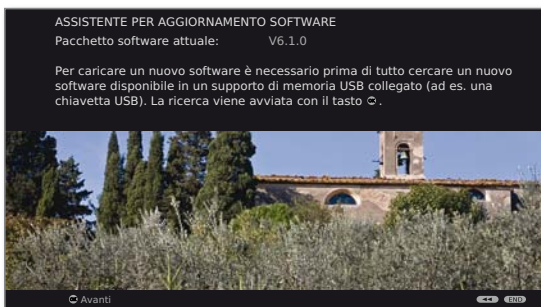 ASSISTENTE PER AGGIORNAMENTO SOFTWARE
Pacchetto software attuale: V6.1.0
Per caricare un nuovo software è necessario prima di tutto cercare un nuovo
software disponibile in un supporto di memoria USB collegato (ad es. una
chiavetta USB). La ricerca viene avviata con il tasto .
Avanti
END